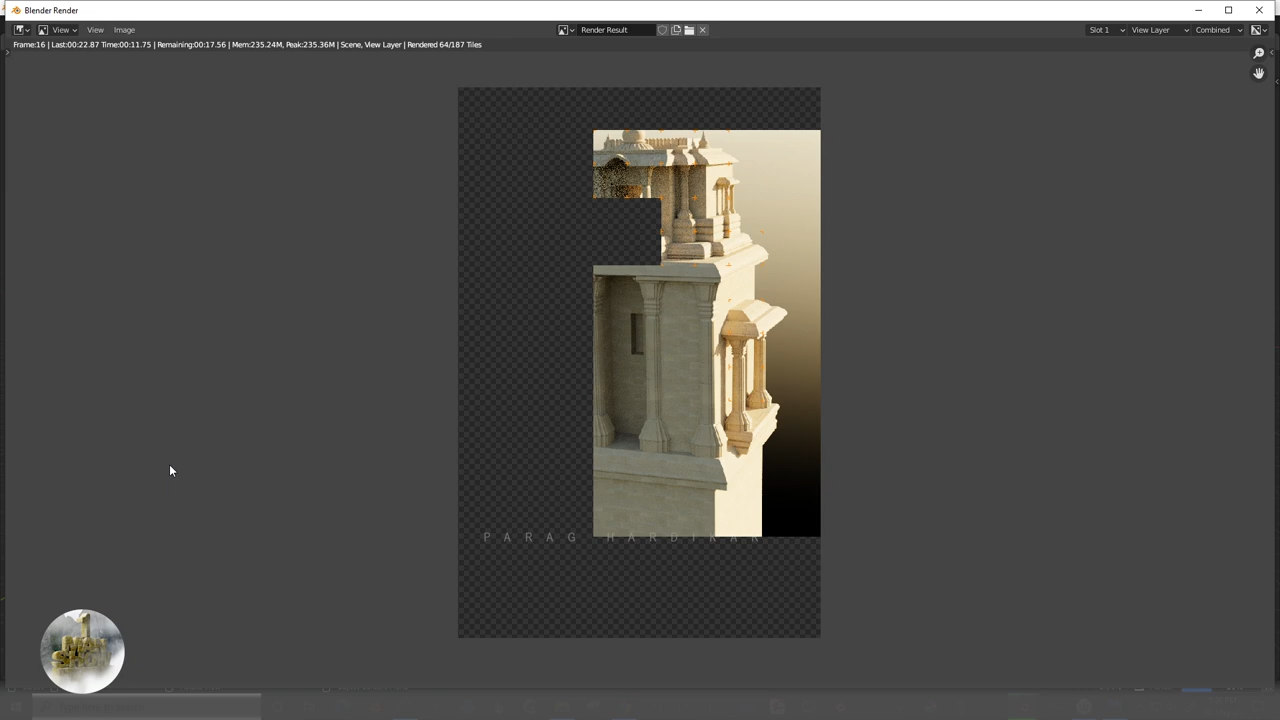 Blender Render
View View Image Render Result Slot 1 View Layer Combined
Frame:16 | Last:00:22.87 Time:00:11.75 | Remaining:00:17.56 | Mem:235.24M, Peak:235.36M | Scene, View Layer | Rendered 64/187 Tiles
PARAG HARDIKAR